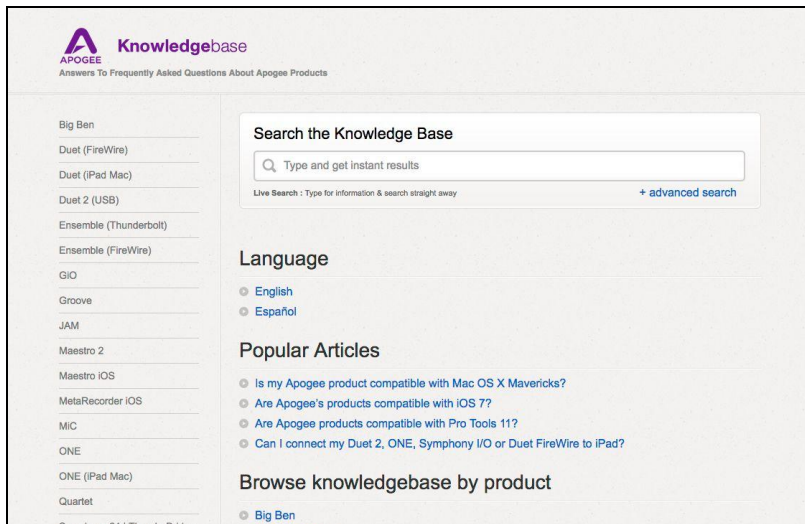 APOGEE
Knowledgebase
Answers To Frequently Asked Questions About Apogee Products
Big Ben
Duet (FireWire)
Duet (iPad Mac)
Duet 2 (USB)
Ensemble (Thunderbolt)
Ensemble (FireWire)
GiO
Groove
JAM
Maestro 2
Maestro iOS
MetaRecorder iOS
MiC
ONE
ONE (iPad Mac)
Quartet
Search the Knowledge Base
Type and get instant results
Live Search : Type for information & search straight away
+ advanced search
Language
English
Español
Popular Articles
Is my Apogee product compatible with Mac OS X Mavericks?
Are Apogee's products compatible with iOS 7?
Are Apogee products compatible with Pro Tools 11?
Can I connect my Duet 2, ONE, Symphony I/O or Duet FireWire to iPad?
Browse knowledgebase by product
Big Ben